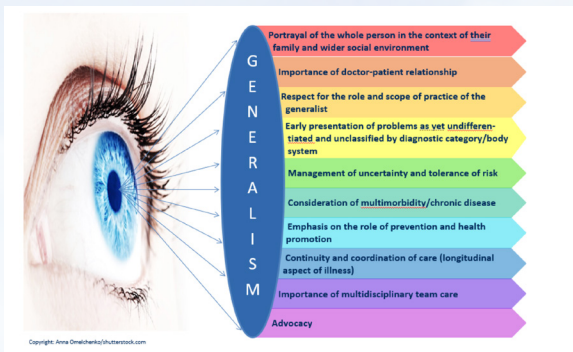 GENERALISM
Portrayal of the whole person in the context of their
family and wider social environment
Importance of doctor-patient relationship
Respect for the role and scope of practice of the
generalist
Early presentation of problems as yet undifferen-
tiated and unclassified by diagnostic category/body
system
Management of uncertainty and tolerance of risk
Consideration of multimorbidity/chronic disease
Emphasis on the role of prevention and health
promotion
Continuity and coordination of care (longitudinal
aspect of illness)
Importance of multidisciplinary team care
Advocacy
Copyright: Anna Omelchenko/shutterstock.com